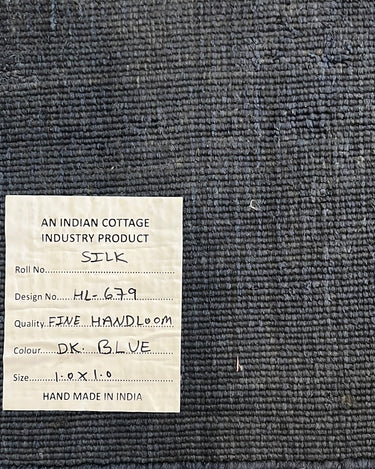 AN INDIAN COTTAGE
INDUSTRY PRODUCT
SILK
Roll No.
Design No. HL-679
Quality FINE HANDLOOM
Colour DK. BLUE
Size 1.0 X 1.0
HAND MADE IN INDIA